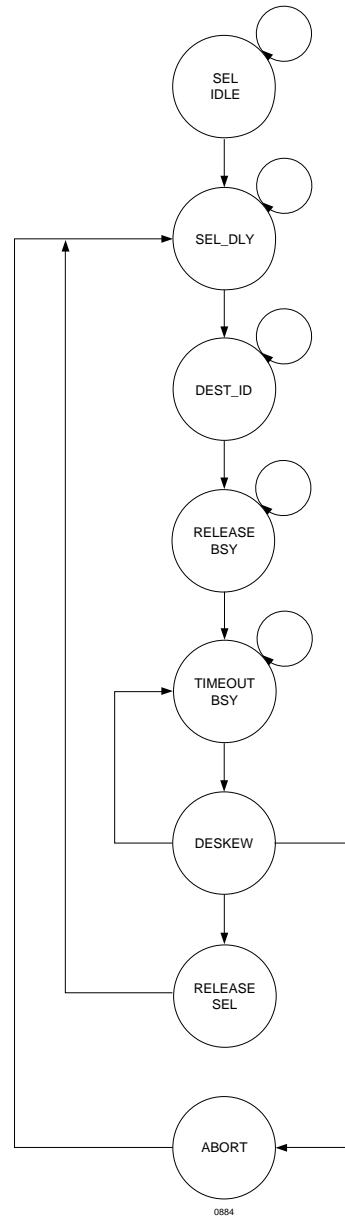 SEL
IDLE
SEL_DLY
DEST_ID
RELEASE
BSY
TIMEOUT
BSY
DESKEW
RELEASE
SEL
ABORT
0884